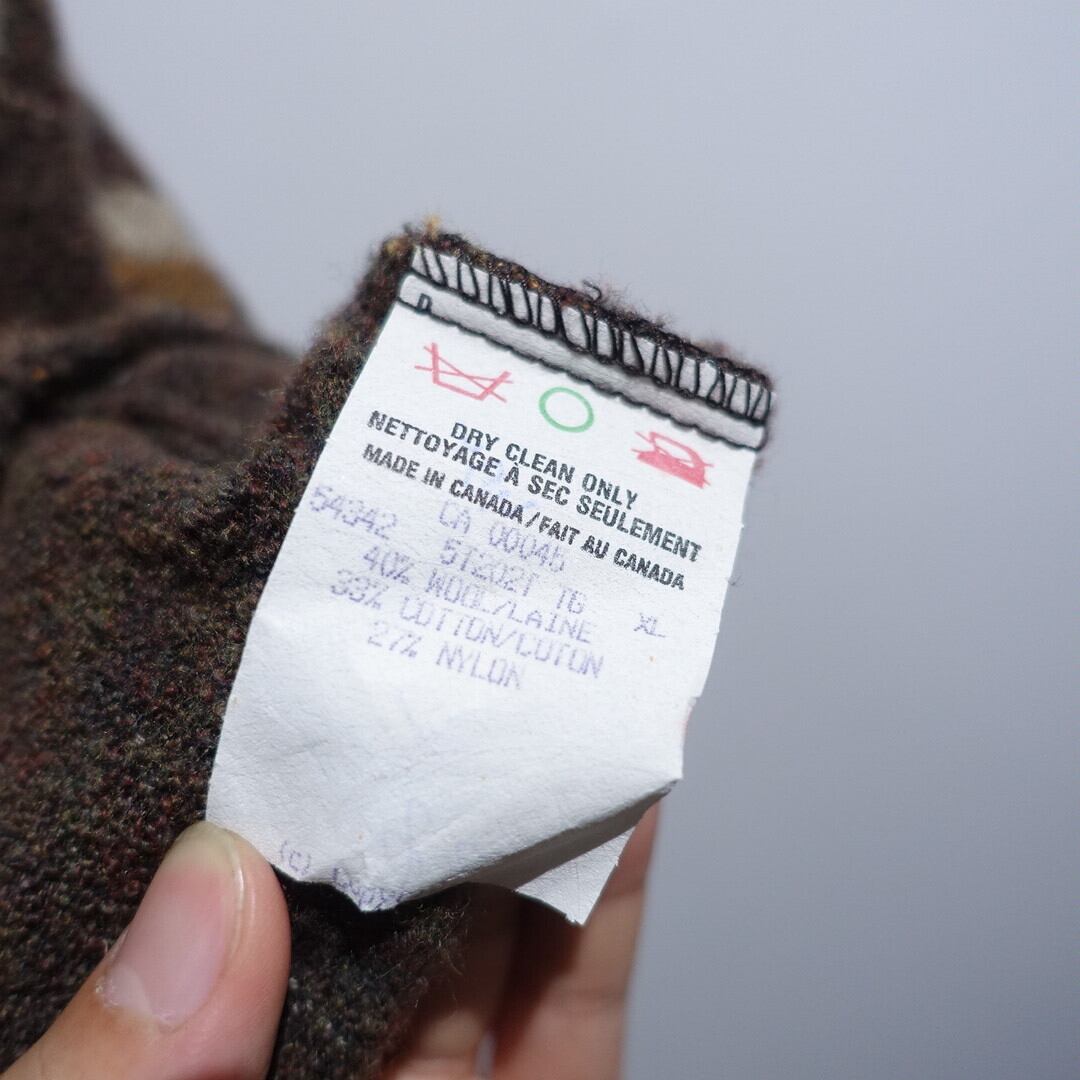 DRY CLEAN ONLY
NETTOYAGE À SEC SEULEMENT
MADE IN CANADA/FAIT AU CANADA
54342 CA 00045
5T202T TG
40% WOOL/LAINE XL
33% COTTON/COTON
27% NYLON
(C)